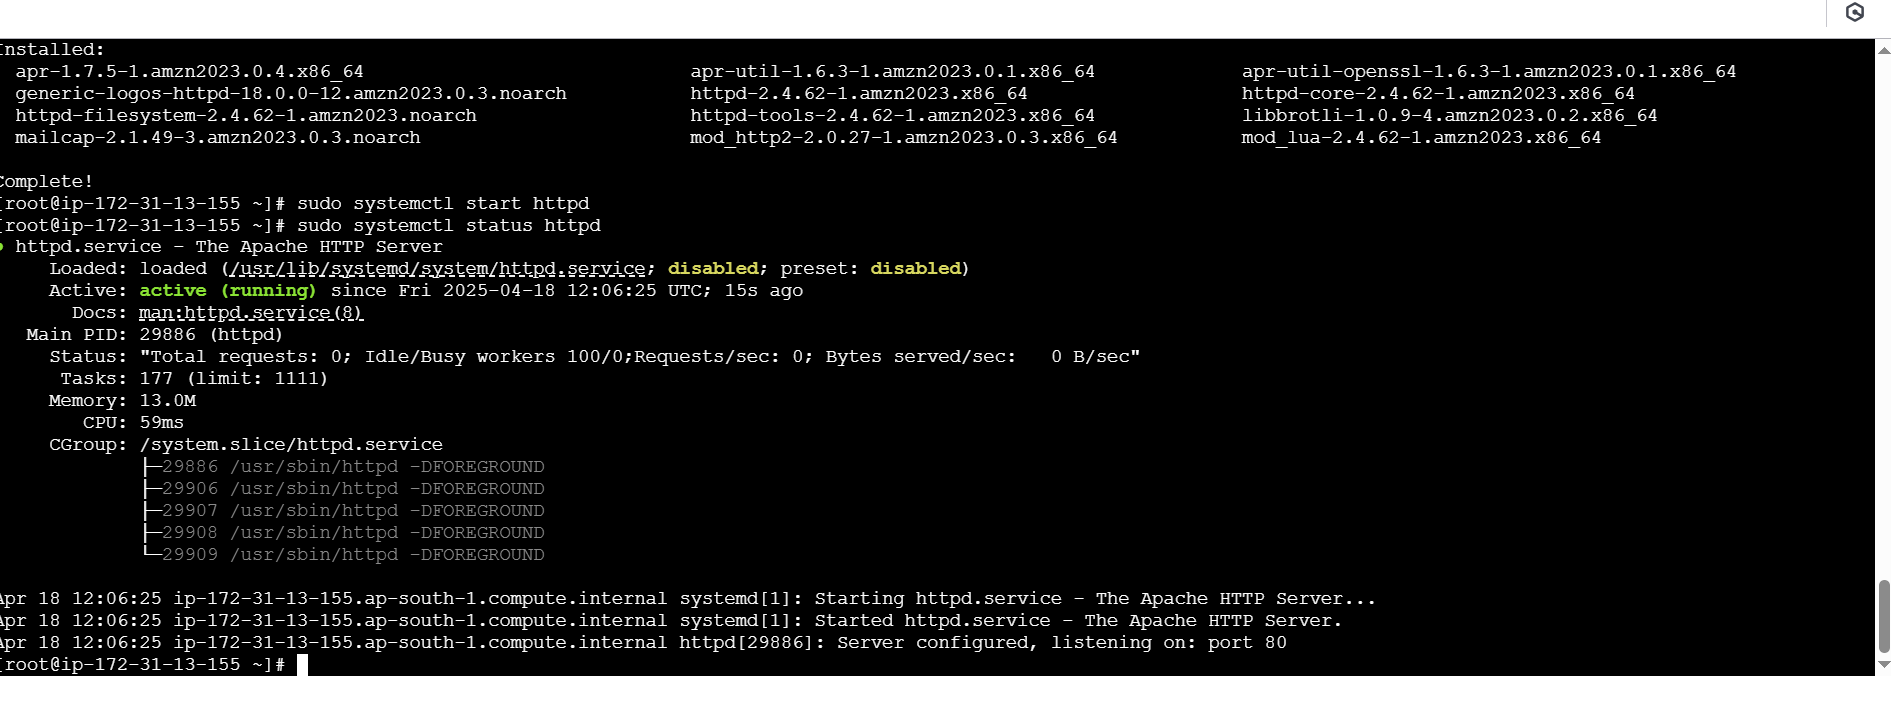 Installed:
apr-1.7.5-1.amzn2023.0.4.x86_64 apr-util-1.6.3-1.amzn2023.0.1.x86_64 apr-util-openssl-1.6.3-1.amzn2023.0.1.x86_64
generic-logos-httpd-18.0.0-12.amzn2023.0.3.noarch httpd-2.4.62-1.amzn2023.x86_64 httpd-core-2.4.62-1.amzn2023.x86_64
httpd-filesystem-2.4.62-1.amzn2023.noarch httpd-tools-2.4.62-1.amzn2023.x86_64 libbrotli-1.0.9-4.amzn2023.0.2.x86_64
mailcap-2.1.49-3.amzn2023.0.3.noarch mod_http2-2.0.27-1.amzn2023.0.3.x86_64 mod_lua-2.4.62-1.amzn2023.x86_64
Complete!
[root@ip-172-31-13-155 ~]# sudo systemctl start httpd
[root@ip-172-31-13-155 ~]# sudo systemctl status httpd
● httpd.service - The Apache HTTP Server
Loaded: loaded (/usr/lib/systemd/system/httpd.service; disabled; preset: disabled)
Active: active (running) since Fri 2025-04-18 12:06:25 UTC; 15s ago
Docs: man:httpd.service(8)
Main PID: 29886 (httpd)
Status: "Total requests: 0; Idle/Busy workers 100/0;Requests/sec: 0; Bytes served/sec:   0 B/sec"
Tasks: 177 (limit: 1111)
Memory: 13.0M
CPU: 59ms
CGroup: /system.slice/httpd.service
├─29886 /usr/sbin/httpd -DFOREGROUND
├─29906 /usr/sbin/httpd -DFOREGROUND
├─29907 /usr/sbin/httpd -DFOREGROUND
├─29908 /usr/sbin/httpd -DFOREGROUND
└─29909 /usr/sbin/httpd -DFOREGROUND
Apr 18 12:06:25 ip-172-31-13-155.ap-south-1.compute.internal systemd[1]: Starting httpd.service - The Apache HTTP Server...
Apr 18 12:06:25 ip-172-31-13-155.ap-south-1.compute.internal systemd[1]: Started httpd.service - The Apache HTTP Server.
Apr 18 12:06:25 ip-172-31-13-155.ap-south-1.compute.internal httpd[29886]: Server configured, listening on: port 80
[root@ip-172-31-13-155 ~]#